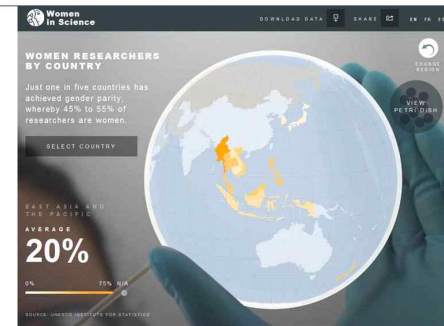 Women
in Science
DOWNLOAD DATA
SHARE
EN FR ES
WOMEN RESEARCHERS
BY COUNTRY
Just one in five countries has
achieved gender parity,
whereby 45% to 55% of
researchers are women.
SELECT COUNTRY
CHANGE
REGION
VIEW
PETRI DISH
EAST ASIA AND
THE PACIFIC
AVERAGE
20%
0% 75% N/A
SOURCE: UNESCO INSTITUTE FOR STATISTICS